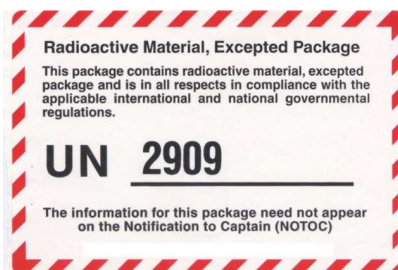 Radioactive Material, Excepted Package
This package contains radioactive material, excepted
package and is in all respects in compliance with the
applicable international and national governmental
regulations.
UN 2909
The information for this package need not appear
on the Notification to Captain (NOTOC)